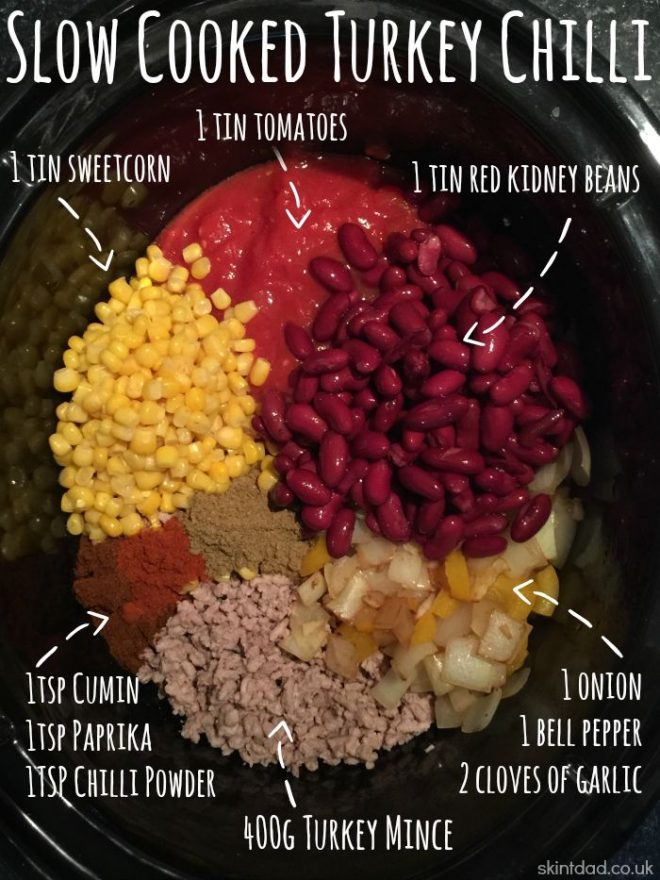 Slow Cooked Turkey Chilli
1 tin tomatoes
1 tin sweetcorn
1 tin red kidney beans
1tsp Cumin
1tsp Paprika
1TSP Chilli Powder
1 onion
1 bell pepper
2 cloves of garlic
400g Turkey Mince
skintdad.co.uk